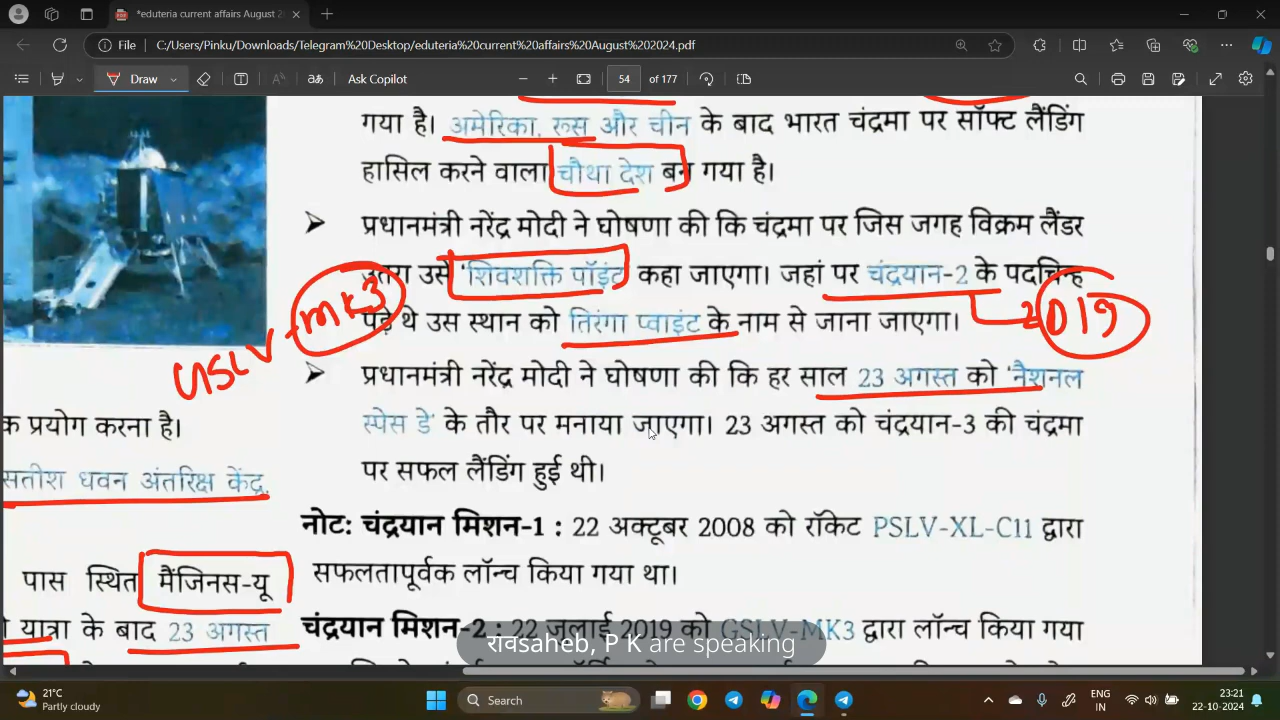 *eduteria current affairs August 2
File
C:/Users/Pinku/Downloads/Telegram%20Desktop/eduteria%20current%20affairs%20August%202024.pdf
Draw
Ask Copilot
54 of 177
गया है। अमेरिका, रूस और चीन के बाद भारत चंद्रमा पर सॉफ्ट लैंडिंग
हासिल करने वाला चौथा देश बन गया है।
प्रधानमंत्री नरेंद्र मोदी ने घोषणा की कि चंद्रमा पर जिस जगह विक्रम लैंडर
उतरा उसे 'शिवशक्ति पॉइंट' कहा जाएगा। जहां पर चंद्रयान-2 के पदचिन्ह
पड़े थे उस स्थान को तिरंगा प्वाइंट के नाम से जाना जाएगा।
2019
GSLV-mk3
प्रधानमंत्री नरेंद्र मोदी ने घोषणा की कि हर साल 23 अगस्त को 'नैशनल
स्पेस डे' के तौर पर मनाया जाएगा। 23 अगस्त को चंद्रयान-3 की चंद्रमा
पर सफल लैंडिंग हुई थी।
क प्रयोग करना है।
सतीश धवन अंतरिक्ष केंद्र,
नोट: चंद्रयान मिशन-1 : 22 अक्टूबर 2008 को रॉकेट PSLV-XL-C11 द्वारा
सफलतापूर्वक लॉन्च किया गया था।
पास स्थित मैंजिनस-यू
यात्रा के बाद 23 अगस्त
चंद्रयान मिशन-2 : 22 जुलाई 2019 को GSLV-MK3 द्वारा लॉन्च किया गया
रावsaheb, P K are speaking
21°C
Partly cloudy
Search
ENG
IN
23:21
22-10-2024